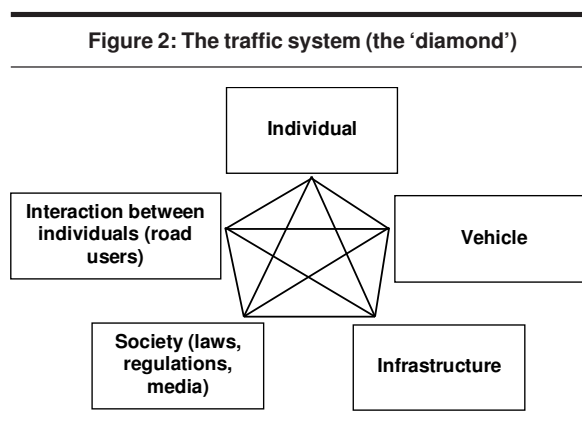 Figure 2: The traffic system (the ‘diamond’)
Individual
Interaction between
individuals (road
users)
Vehicle
Society (laws,
regulations,
media)
Infrastructure